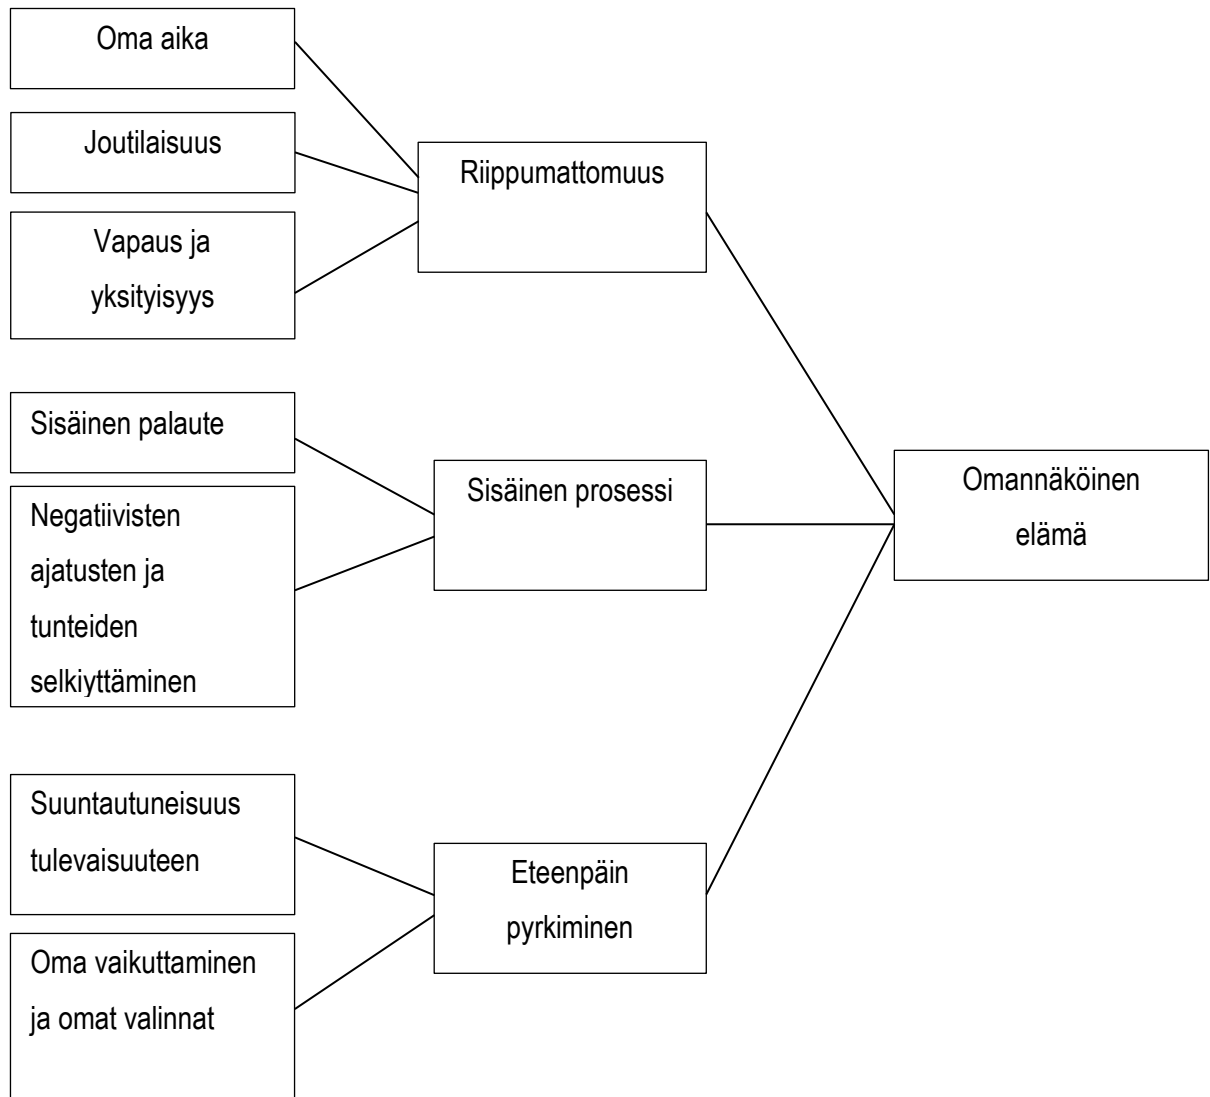 Oma aika
Joutilaisuus
Vapaus ja
yksityisyys
Riippumattomuus
Sisäinen palaute
Negatiivisten
ajatusten ja
tunteiden
selkiyttäminen
Sisäinen prosessi
Suuntautuneisuus
tulevaisuuteen
Oma vaikuttaminen
ja omat valinnat
Eteenpäin
pyrkiminen
Omannäköinen
elämä